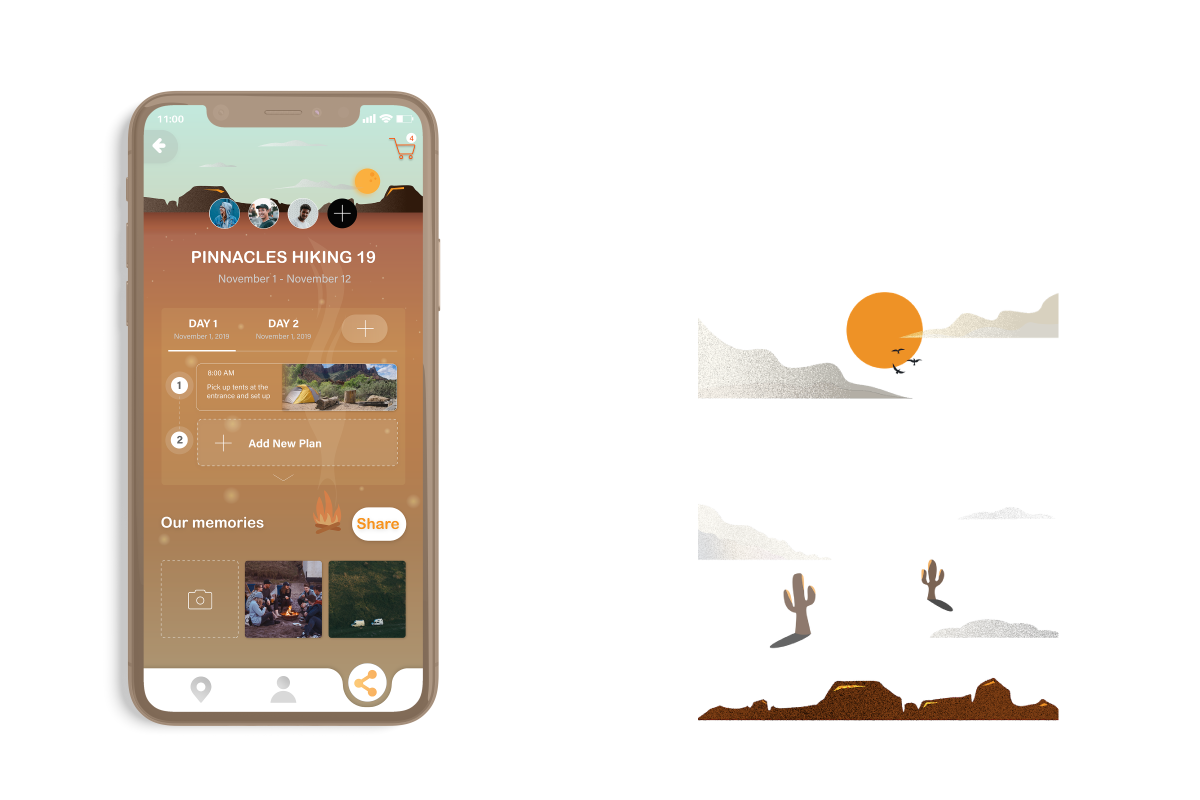 11:00
4
PINNACLES HIKING 19
November 1 - November 12
DAY 1
November 1, 2019
DAY 2
November 1, 2019
1
8:00 AM
Pick up tents at the
entrance and set up
2
Add New Plan
Our memories
Share